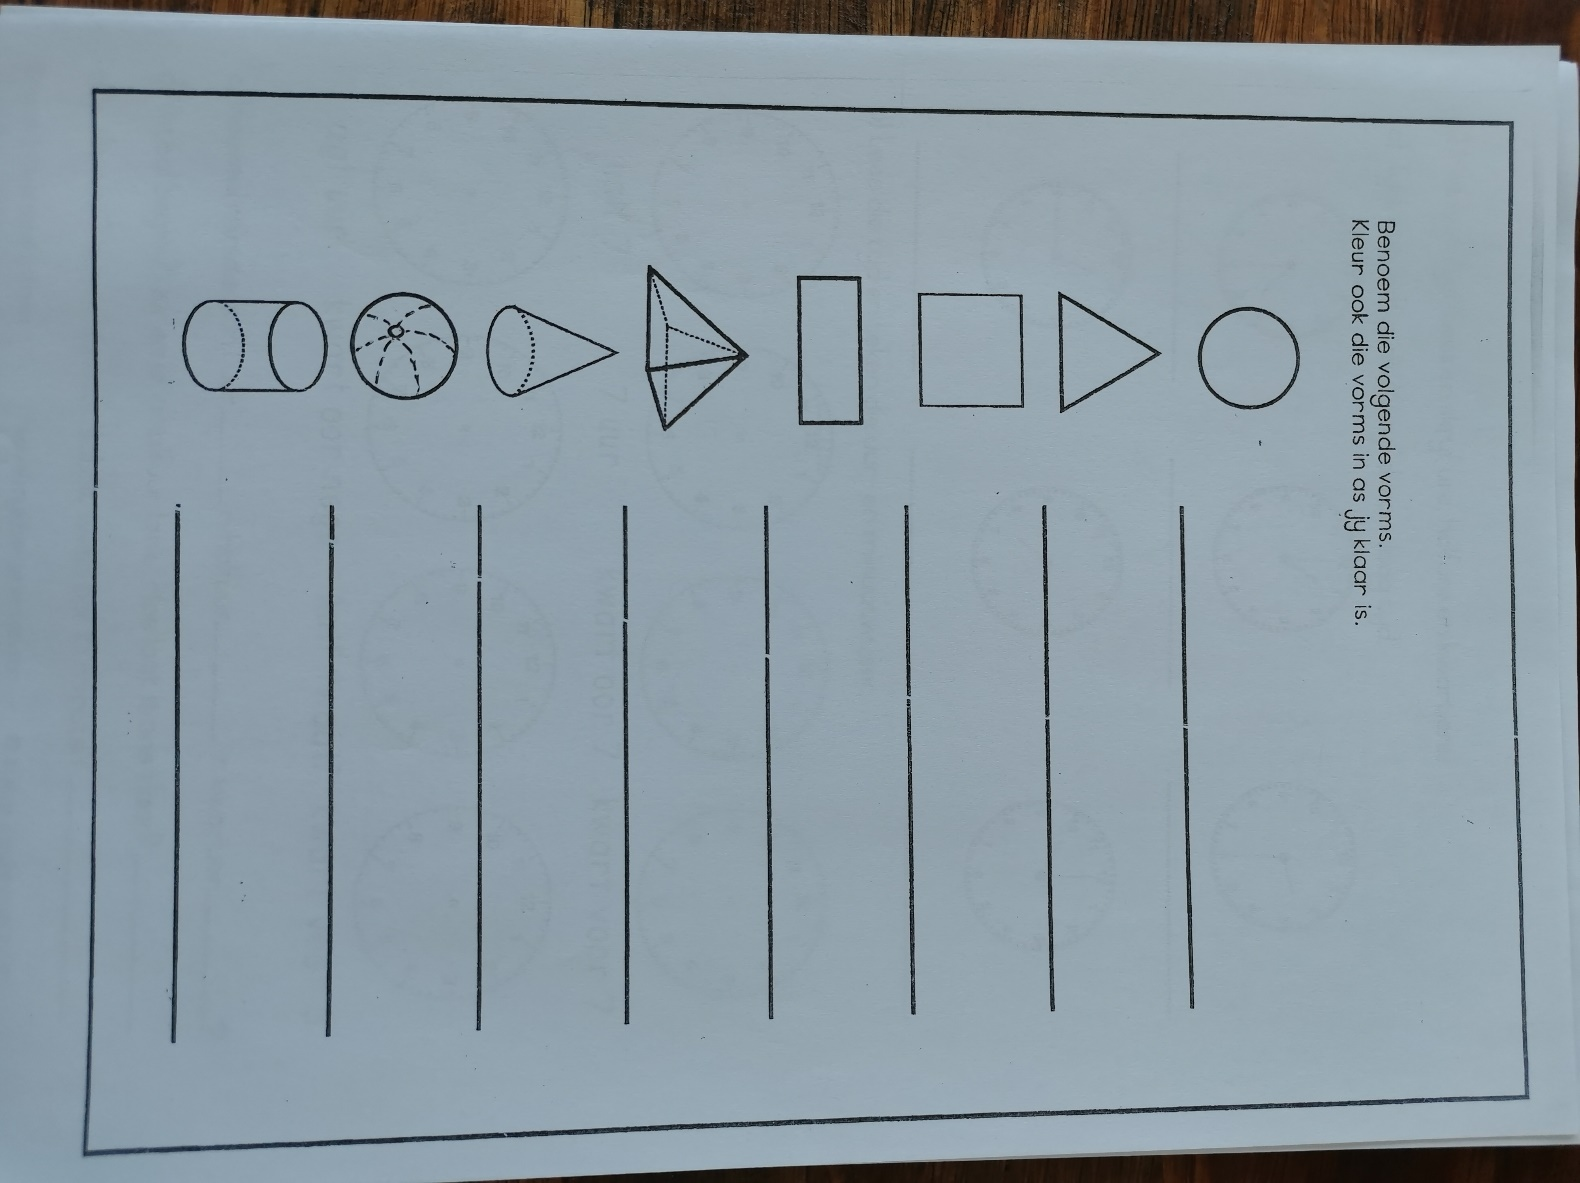 Benoem die volgende vorms.
Kleur ook die vorms in as jy klaar is.